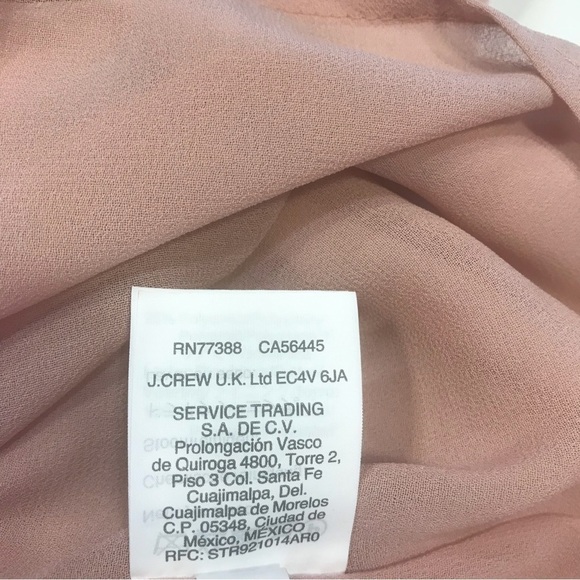 RN77388 CA56445
J.CREW U.K. Ltd EC4V 6JA
SERVICE TRADING
S.A. DE C.V.
Prolongación Vasco
de Quiroga 4800, Torre 2,
Piso 3 Col. Santa Fe
Cuajimalpa, Del.
Cuajimalpa de Morelos
C.P. 05348, Ciudad de
México, MÉXICO
RFC: STR921014AR0